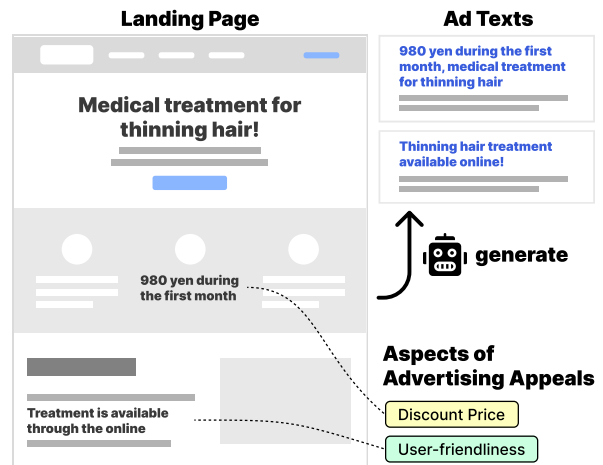 Landing Page
Medical treatment for
thinning hair!
980 yen during
the first month
Treatment is available
through the online
Ad Texts
980 yen during the first
month, medical treatment
for thinning hair
Thinning hair treatment
available online!
generate
Aspects of
Advertising Appeals
Discount Price
User-friendliness